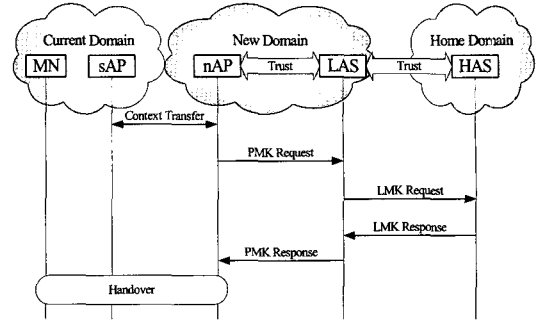 Current Domain
New Domain
Home Domain
MN
sAP
nAP
Trust
LAS
Trust
HAS
Context Transfer
PMK Request
LMK Request
LMK Response
PMK Response
Handover